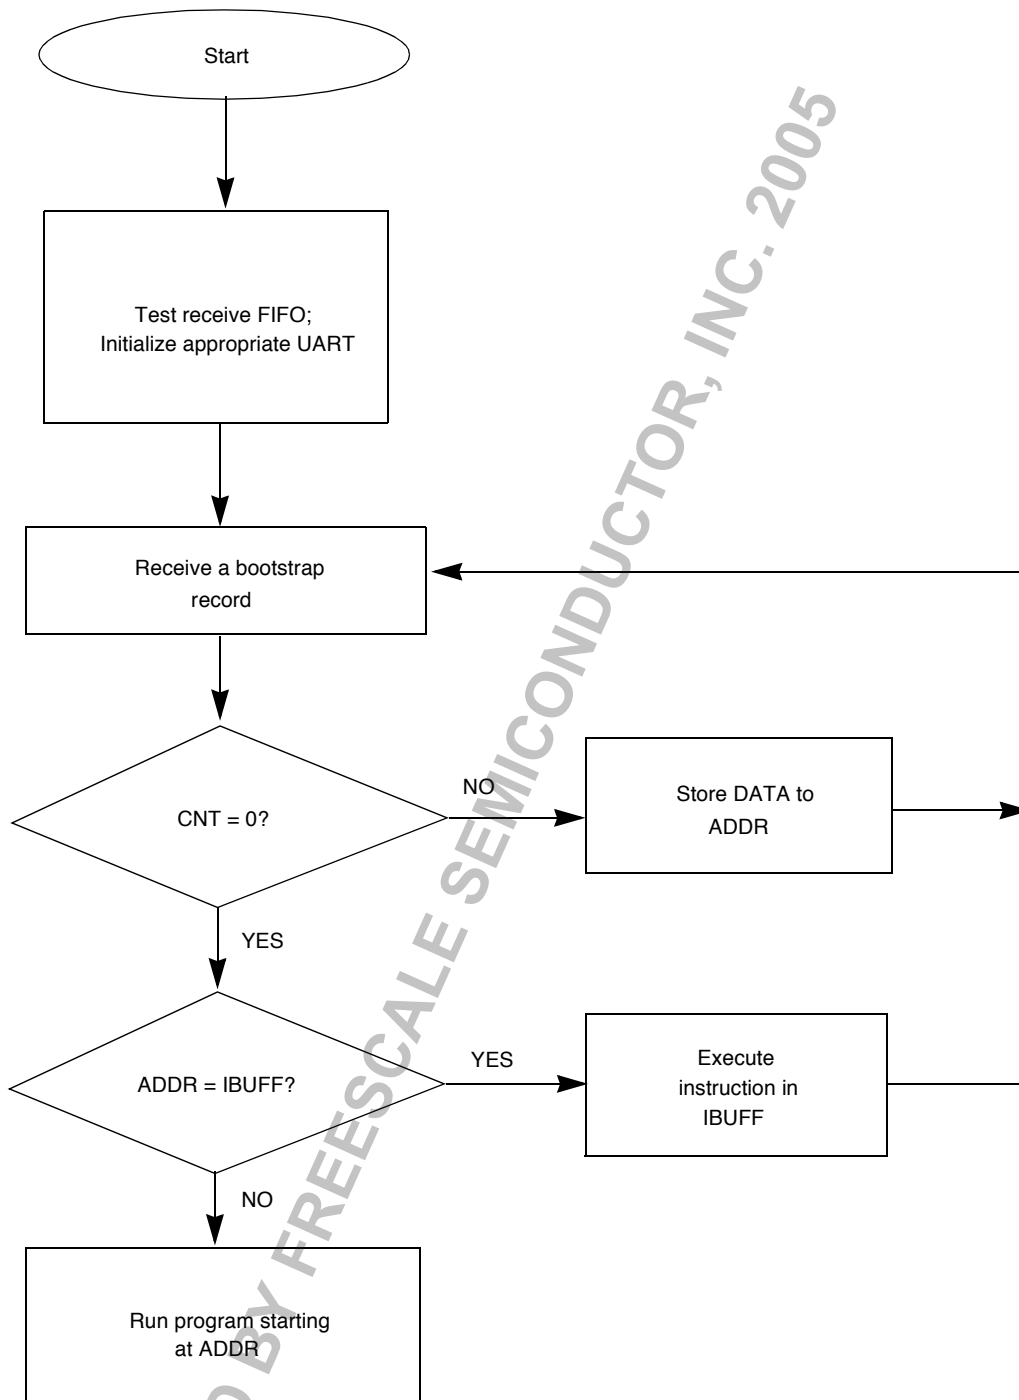 Start
Test receive FIFO;
Initialize appropriate UART
Receive a bootstrap
record
CNT = 0?
NO
Store DATA to
ADDR
YES
ADDR = IBUFF?
YES
Execute
instruction in
IBUFF
NO
Run program starting
at ADDR
BY FREESCALE SEMICONDUCTOR, INC. 2005